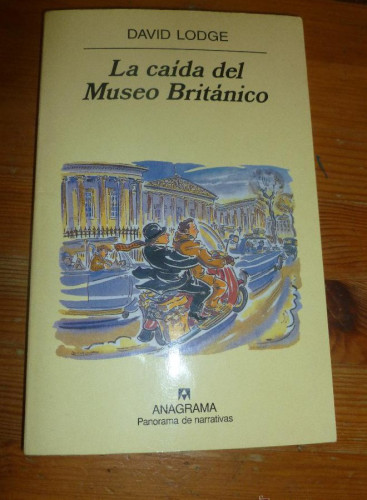 DAVID LODGE
La caída del
Museo Británico
ANAGRAMA
Panorama de narrativas